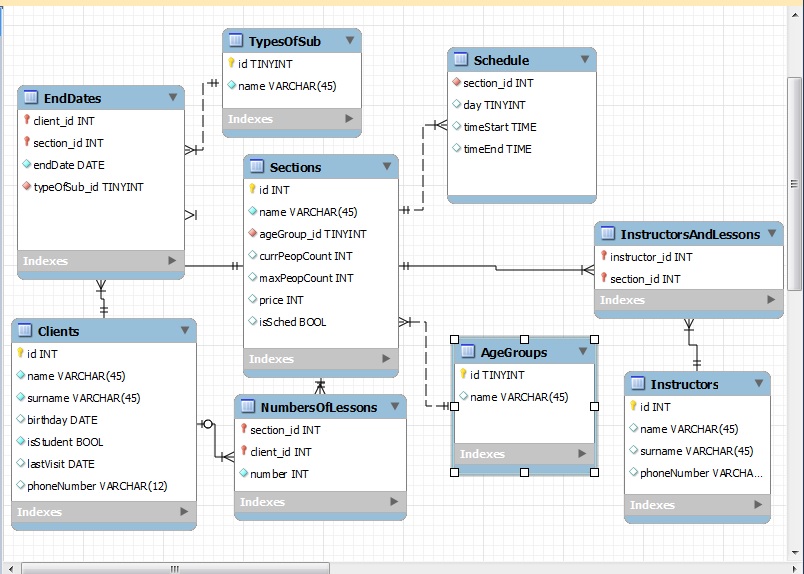 TypesOfSub
id TINYINT
name VARCHAR(45)
Indexes
Schedule
section_id INT
day TINYINT
timeStart TIME
timeEnd TIME
EndDates
client_id INT
section_id INT
endDate DATE
typeOfSub_id TINYINT
Indexes
Sections
id INT
name VARCHAR(45)
ageGroup_id TINYINT
currPeopCount INT
maxPeopCount INT
price INT
isSched BOOL
Indexes
InstructorsAndLessons
instructor_id INT
section_id INT
Indexes
Clients
id INT
name VARCHAR(45)
surname VARCHAR(45)
birthday DATE
isStudent BOOL
lastVisit DATE
phoneNumber VARCHAR(12)
Indexes
NumbersOfLessons
section_id INT
client_id INT
number INT
Indexes
AgeGroups
id TINYINT
name VARCHAR(45)
Indexes
Instructors
id INT
name VARCHAR(45)
surname VARCHAR(45)
phoneNumber VARCHA...
Indexes